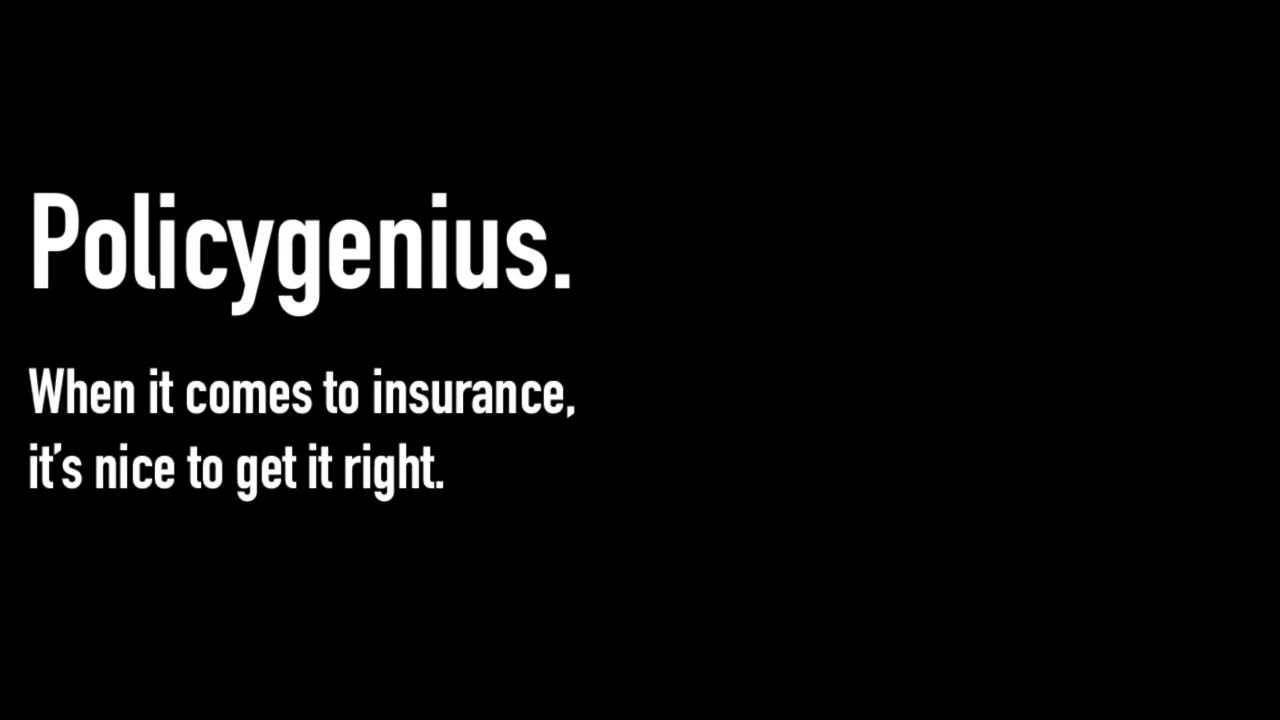 Policygenius.
When it comes to insurance,
it’s nice to get it right.